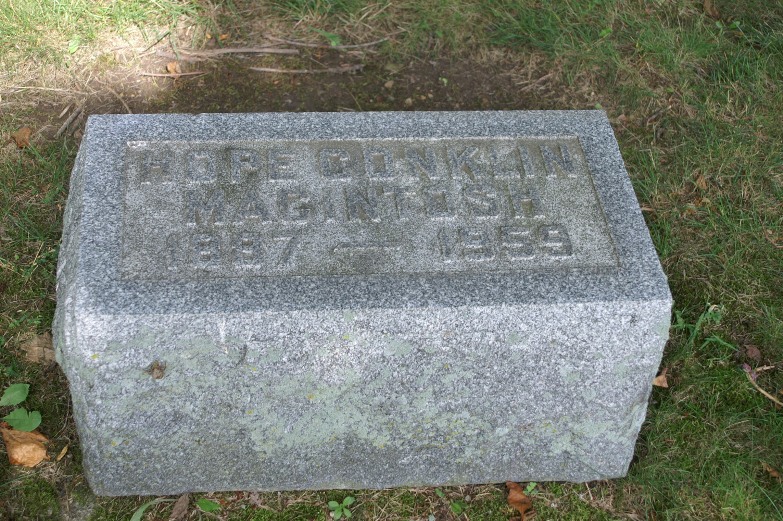 HOPE CONKLIN
MACINTOSH
1887 — 1959